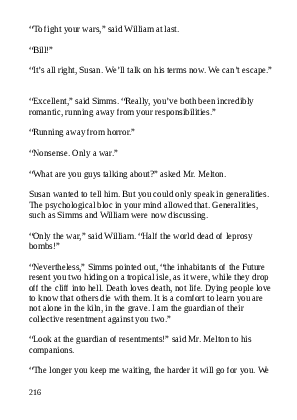 “To fight your wars,” said William at last.
“Bill!”
“It’s all right, Susan. We’ll talk on his terms now. We can’t escape.”
“Excellent,” said Simms. “Really, you’ve both been incredibly
romantic, running away from your responsibilities.”
“Running away from horror.”
“Nonsense. Only a war.”
“What are you guys talking about?” asked Mr. Melton.
Susan wanted to tell him. But you could only speak in generalities.
The psychological bloc in your mind allowed that. Generalities,
such as Simms and William were now discussing.
“Only the war,” said William. “Half the world dead of leprosy
bombs!”
“Nevertheless,” Simms pointed out, “the inhabitants of the Future
resent you two hiding on a tropical isle, as it were, while they drop
off the cliff into hell. Death loves death, not life. Dying people love
to know that others die with them. It is a comfort to learn you are
not alone in the kiln, in the grave. I am the guardian of their
collective resentment against you two.”
“Look at the guardian of resentments!” said Mr. Melton to his
companions.
“The longer you keep me waiting, the harder it will go for you. We
216